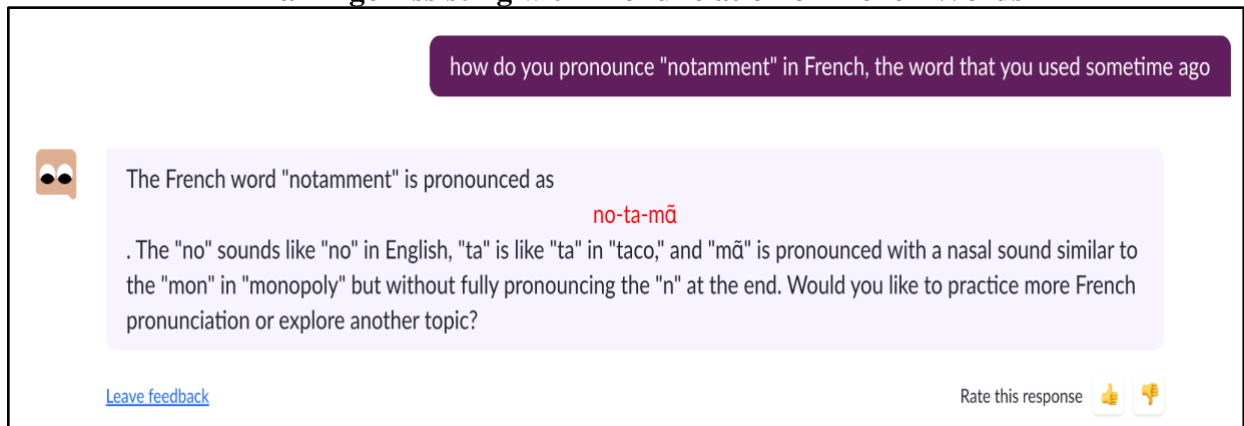 how do you pronounce "notamment" in French, the word that you used sometime ago
The French word "notamment" is pronounced as
no-ta-mɑ̃
. The "no" sounds like "no" in English, "ta" is like "ta" in "taco," and "mɑ̃" is pronounced with a nasal sound similar to
the "mon" in "monopoly" but without fully pronouncing the "n" at the end. Would you like to practice more French
pronunciation or explore another topic?
Leave feedback
Rate this response 👍 👎